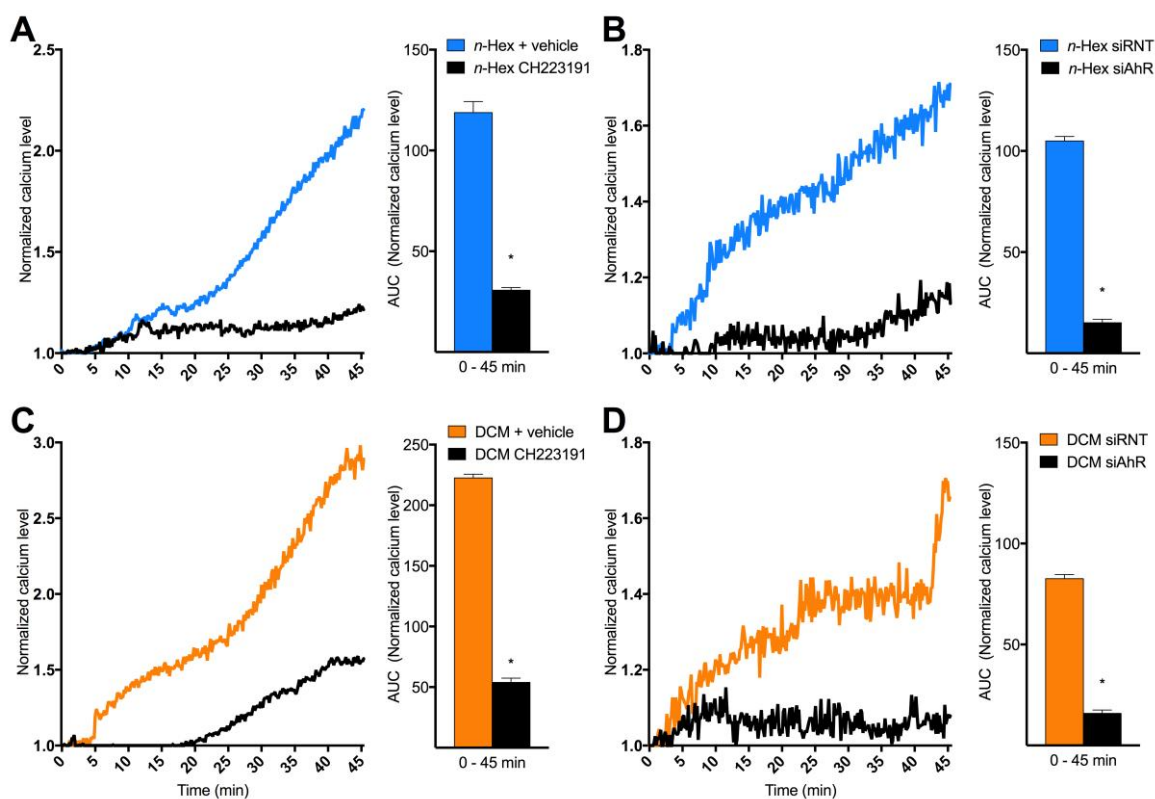 A
n-Hex + vehicle
n-Hex CH223191
Normalized calcium level
2.5
2.0
1.5
1.0
0 5 10 15 20 25 30 35 40 45
AUC (Normalized calcium level)
150
100
50
*
0 - 45 min
B
n-Hex siRNT
n-Hex siAhR
Normalized calcium level
1.8
1.6
1.4
1.2
1.0
0 5 10 15 20 25 30 35 40 45
AUC (Normalized calcium level)
150
100
50
*
0 - 45 min
C
DCM + vehicle
DCM CH223191
Normalized calcium level
3.0
2.5
2.0
1.5
1.0
0 5 10 15 20 25 30 35 40 45
Time (min)
AUC (Normalized calcium level)
250
200
150
100
50
*
0 - 45 min
D
DCM siRNT
DCM siAhR
Normalized calcium level
1.8
1.6
1.4
1.2
1.0
0 5 10 15 20 25 30 35 40 45
Time (min)
AUC (Normalized calcium level)
150
100
50
*
0 - 45 min